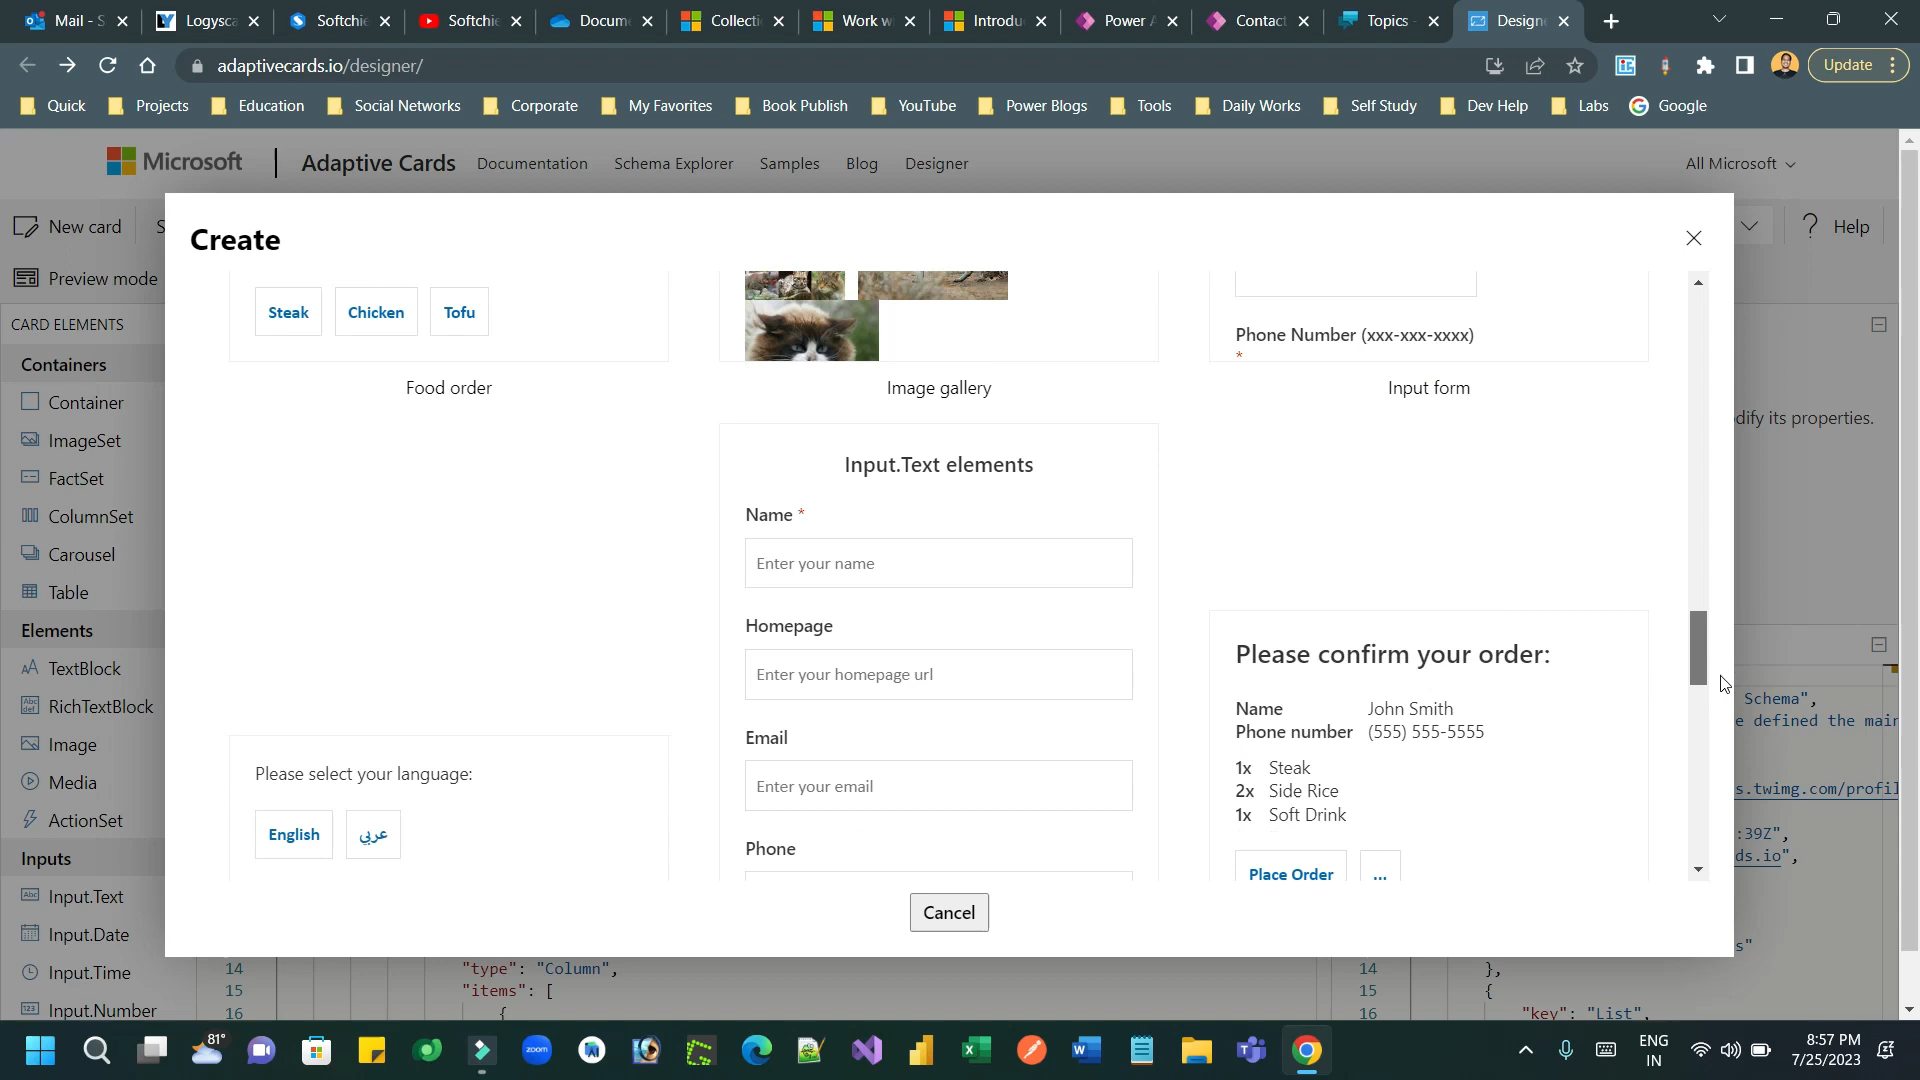 Mail - S
Logysca
Softchie
Softchie
Docum
Collecti
Work w
Introdu
Power A
Contac
Topics -
Design
adaptivecards.io/designer/
Update
Quick
Projects
Education
Social Networks
Corporate
My Favorites
Book Publish
YouTube
Power Blogs
Tools
Daily Works
Self Study
Dev Help
Labs
Google
Microsoft
Adaptive Cards
Documentation
Schema Explorer
Samples
Blog
Designer
All Microsoft
New card
Help
Preview mode
CARD ELEMENTS
Containers
Container
ImageSet
FactSet
ColumnSet
Carousel
Table
Elements
TextBlock
RichTextBlock
Image
Media
ActionSet
Inputs
Input.Text
Input.Date
Input.Time
Input.Number
Create
Steak
Chicken
Tofu
Food order
Image gallery
Phone Number (xxx-xxx-xxxx)
*
Input form
Input.Text elements
Name *
Enter your name
Homepage
Enter your homepage url
Email
Enter your email
Phone
Please select your language:
English
عربي
Please confirm your order:
Name John Smith
Phone number (555) 555-5555
1x Steak
2x Side Rice
1x Soft Drink
Place Order
...
Cancel
dify its properties.
Schema",
e defined the main
s.twimg.com/profil
:39Z",
ds.io",
s"
14 "type": "Column",
15 "items": [
16 {
14 },
15 {
16 "key": "List",
81°
zoom
ENG
IN
8:57 PM
7/25/2023